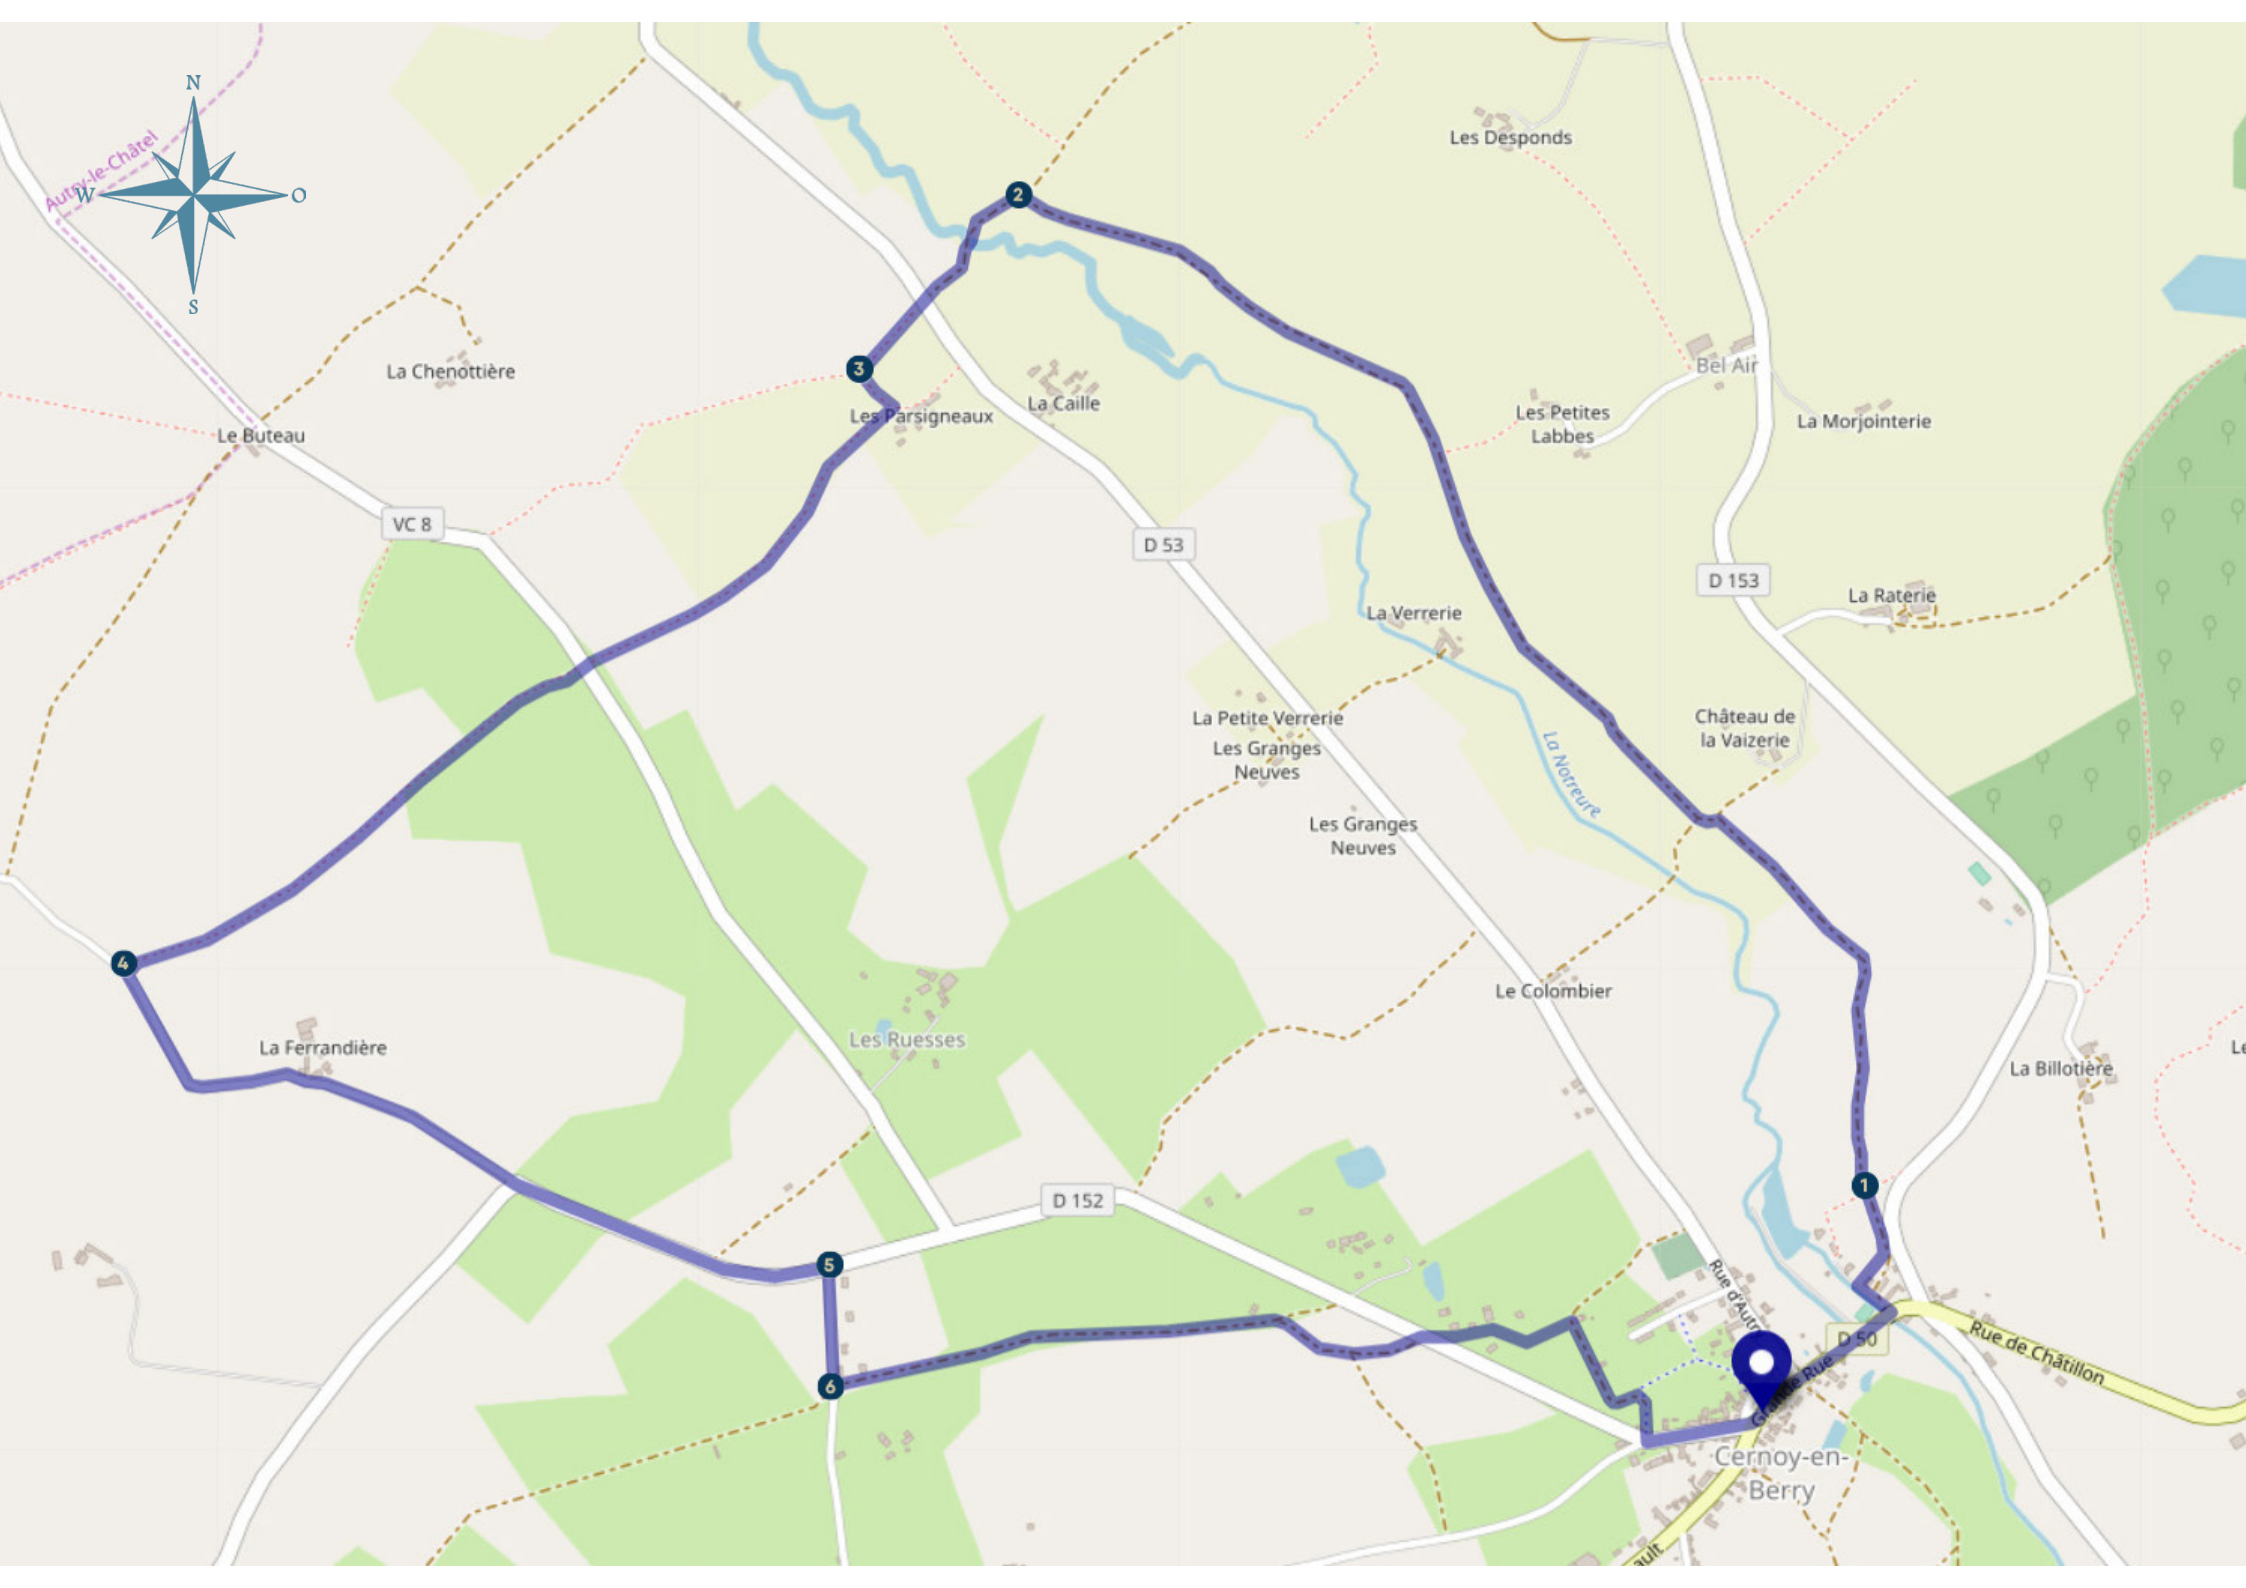 N
Autry-le-Châtel
W
O
S
2
Les Desponds
3
La Chenottière
Bel Air
La Caille
Les Parsigneaux
Les Petites
Labbes
La Morjointerie
Le Buteau
VC 8
D 53
D 153
La Raterie
La Verrerie
La Petite Verrerie
Les Granges
Neuves
Château de
la Vaizerie
La Notreure
Les Granges
Neuves
4
Le Colombier
Les Ruesses
La Ferrandière
La Billotière
Le
1
D 152
5
Rue d'Autry
D 50
Rue de Châtillon
6
Grande Rue
Cernoy-en-
Berry
ault